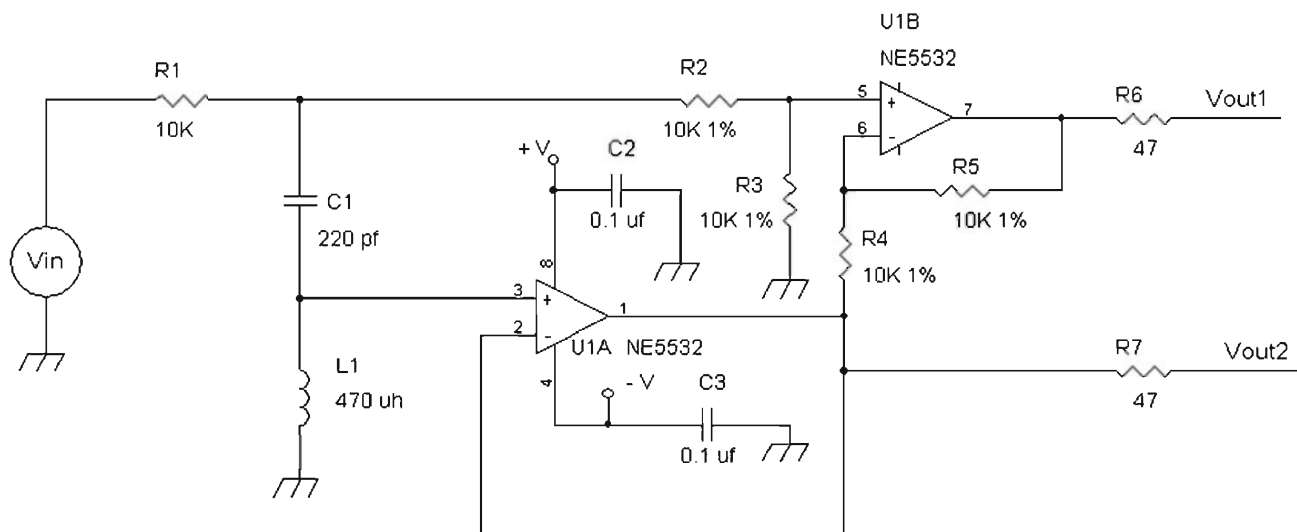 U1B
NE5532
R1
10K
R2
10K 1%
5
+
6
-
7
R6
47
Vout1
+ V
C2
0.1 uf
R3
10K 1%
R5
10K 1%
R4
10K 1%
C1
220 pf
Vin
8
3
+
2
-
1
U1A NE5532
4
L1
470 uh
- V
C3
0.1 uf
R7
47
Vout2